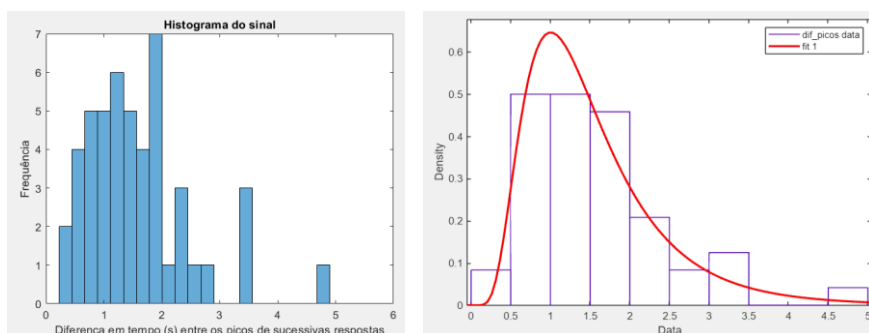 Histograma do sinal
7
6
5
4
3
2
1
0
Frequência
0 1 2 3 4 5 6
Diferença em tempo (s) entre os picos de sucessivas respostas
dif_picos data
fit 1
0.6
0.5
0.4
0.3
0.2
0.1
0
Density
0 0.5 1 1.5 2 2.5 3 3.5 4 4.5 5
Data